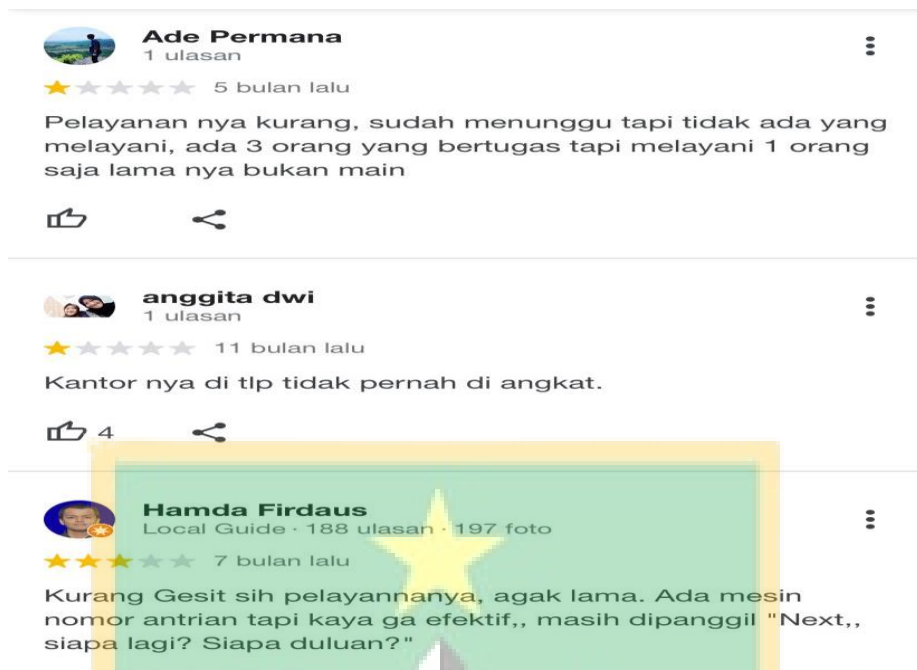 Ade Permana
1 ulasan
5 bulan lalu
Pelayanan nya kurang, sudah menunggu tapi tidak ada yang
melayani, ada 3 orang yang bertugas tapi melayani 1 orang
saja lama nya bukan main
anggita dwi
1 ulasan
11 bulan lalu
Kantor nya di tlp tidak pernah di angkat.
4
Hamda Firdaus
Local Guide · 188 ulasan · 197 foto
7 bulan lalu
Kurang Gesit sih pelayannanya, agak lama. Ada mesin
nomor antrian tapi kaya ga efektif,, masih dipanggil "Next,,
siapa lagi? Siapa duluan?"